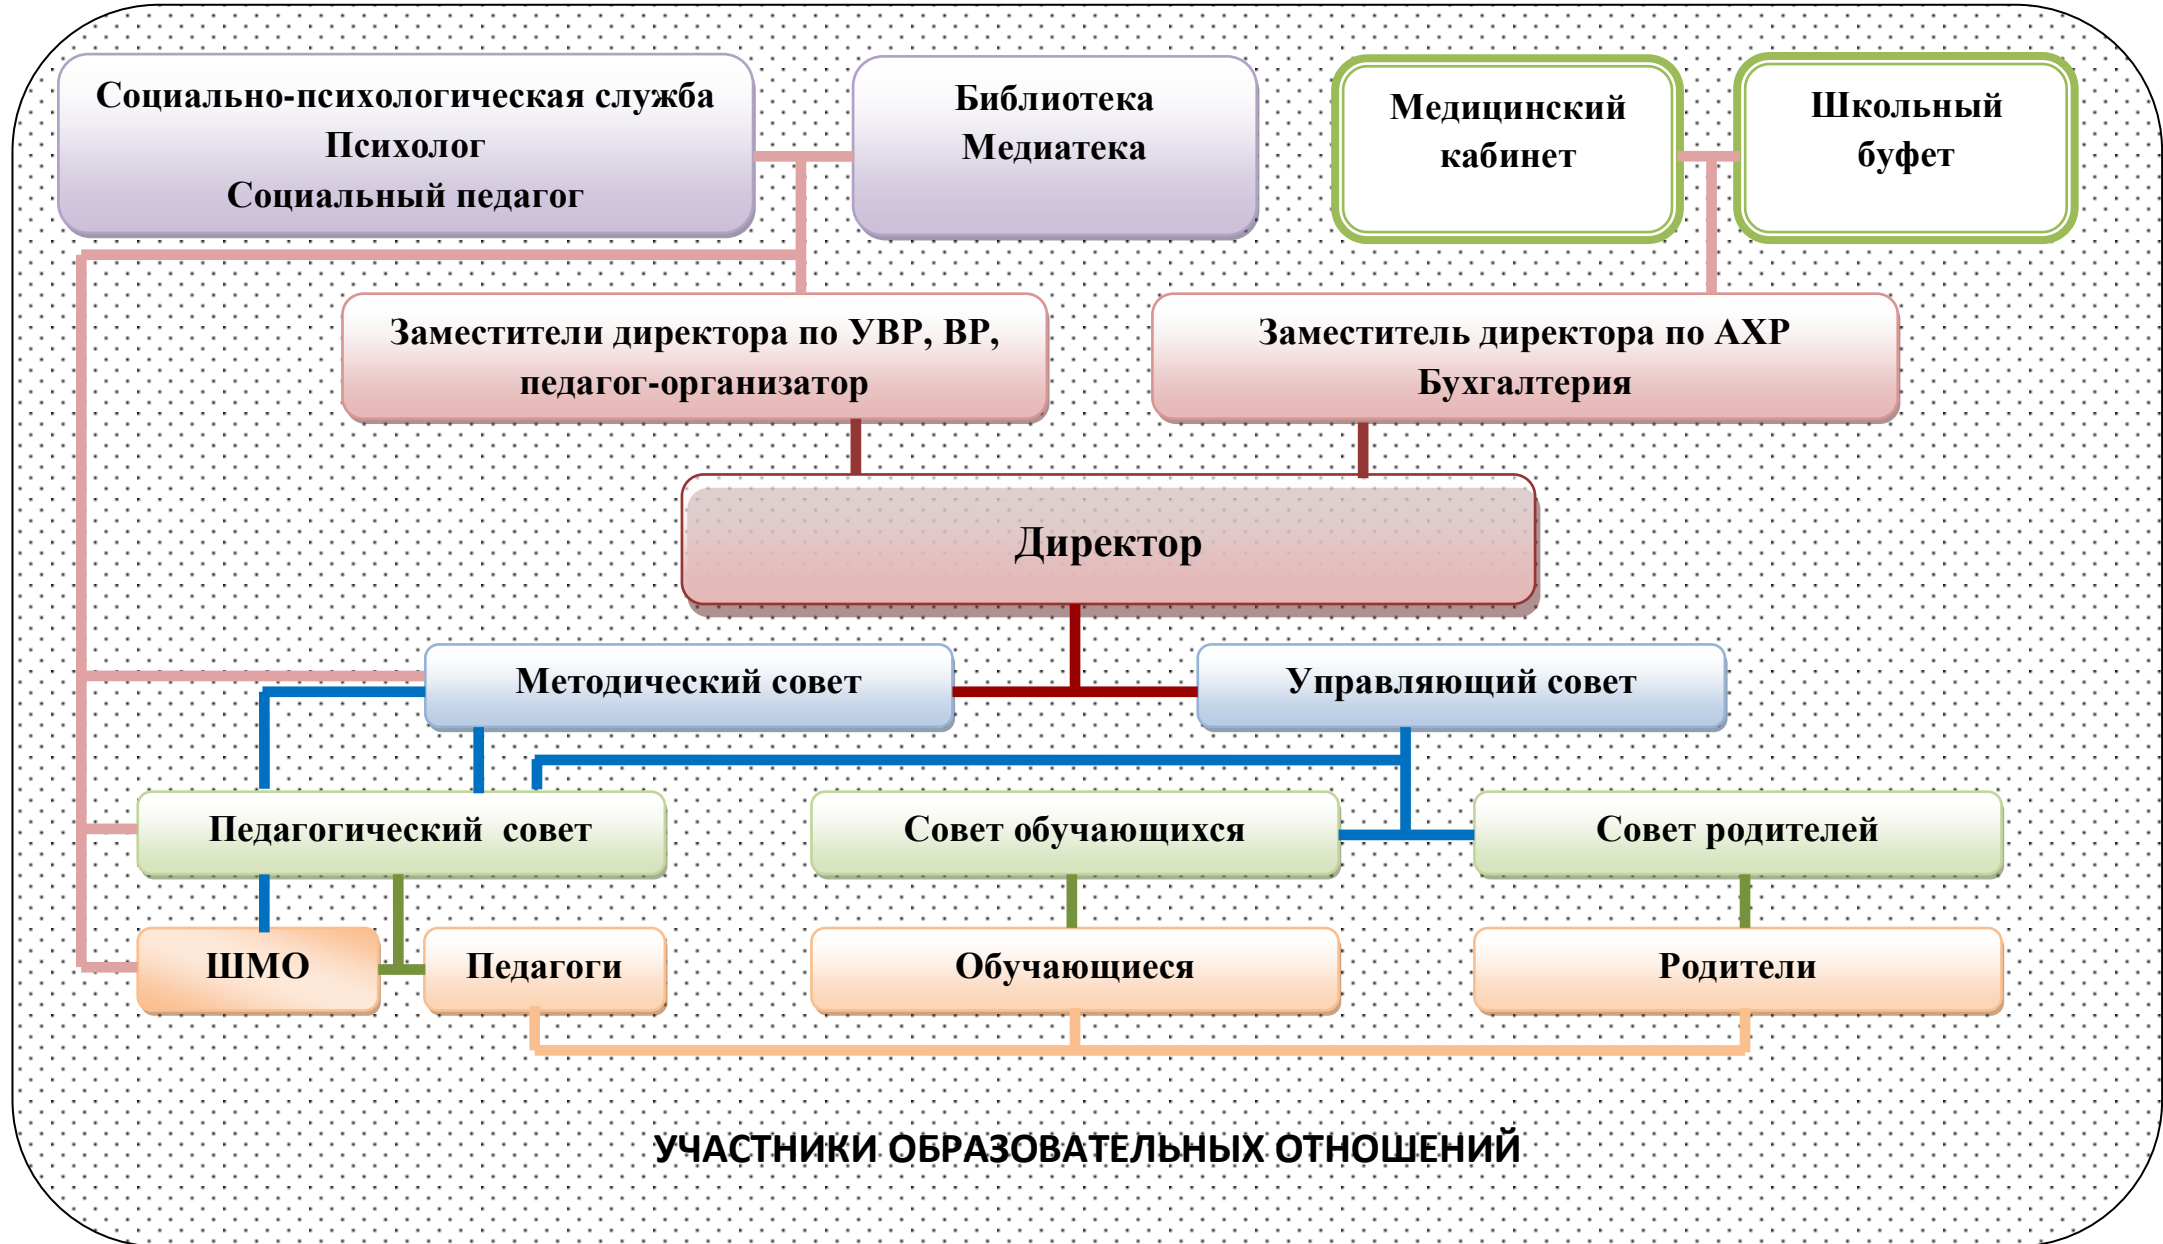 Социально-психологическая служба
Психолог
Социальный педагог
Библиотека
Медиатека
Медицинский
кабинет
Школьный
буфет
Заместители директора по УВР, ВР,
педагог-организатор
Заместитель директора по АХР
Бухгалтерия
Директор
Методический совет
Управляющий совет
Педагогический совет
Совет обучающихся
Совет родителей
ШМО
Педагоги
Обучающиеся
Родители
УЧАСТНИКИ ОБРАЗОВАТЕЛЬНЫХ ОТНОШЕНИЙ